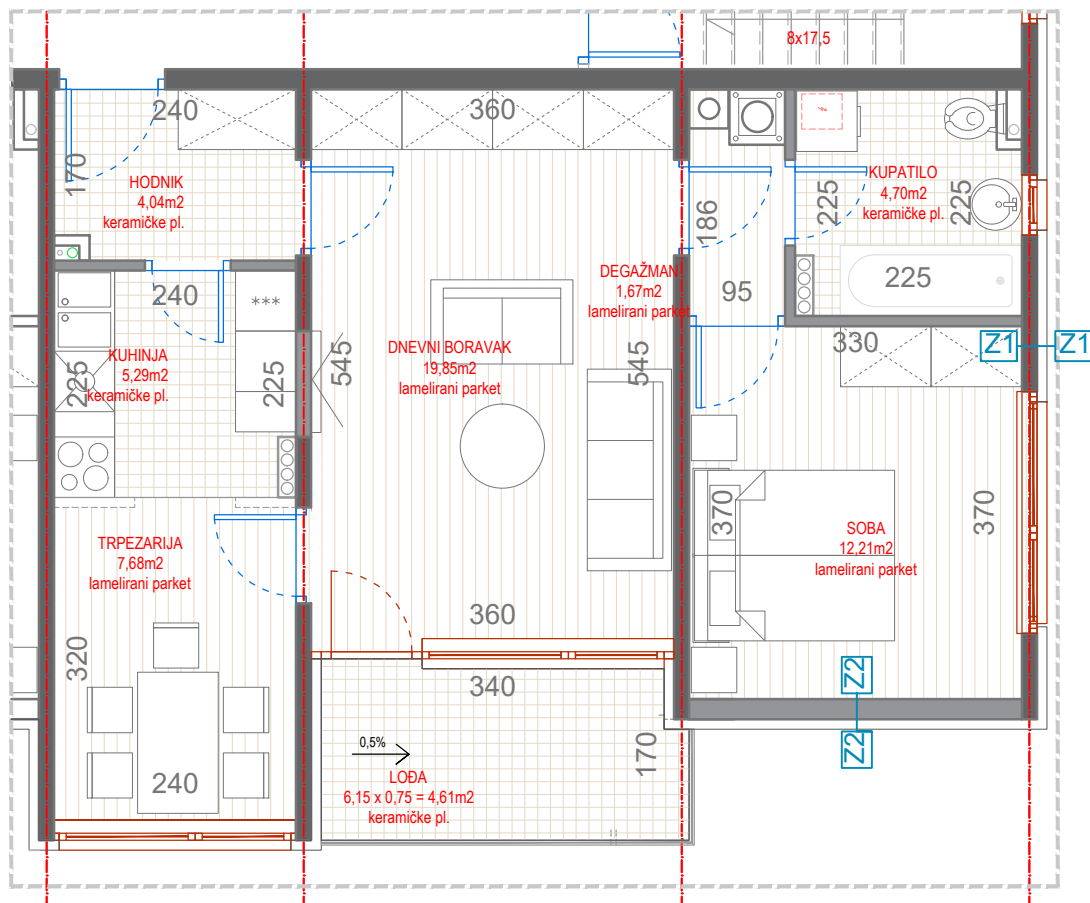 8x17,5
240
360
170
HODNIK
4,04m2
keramičke pl.
KUPATILO
4,70m2
keramičke pl.
225
225
186
225
DEGAŽMAN
1,67m2
lamelirani parket
95
240
***
KUHINJA
5,29m2
keramičke pl.
225
225
545
DNEVNI BORAVAK
19,85m2
lamelirani parket
545
330
Z1
Z1
370
370
SOBA
12,21m2
lamelirani parket
TRPEZARIJA
7,68m2
lamelirani parket
320
360
340
Z2
Z2
170
0,5%
LOĐA
6,15 x 0,75 = 4,61m2
keramičke pl.
240